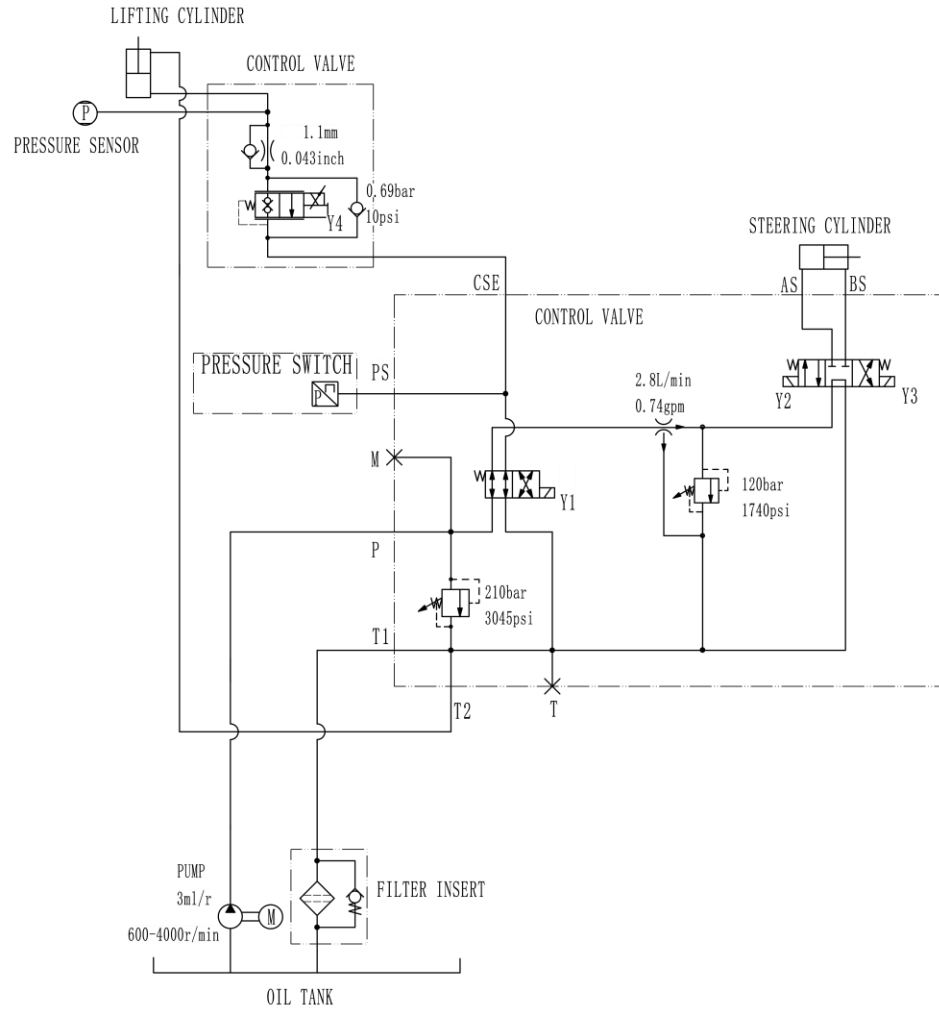 LIFTING CYLINDER
CONTROL VALVE
P
PRESSURE SENSOR
1.1mm
0.043inch
0.69bar
10psi
Y4
STEERING CYLINDER
CSE
AS
BS
CONTROL VALVE
PRESSURE SWITCH
P
PS
2.8L/min
0.74gpm
Y2
Y3
M
Y1
120bar
1740psi
P
210bar
3045psi
T1
T2
T
PUMP
3ml/r
M
600-4000r/min
FILTER INSERT
OIL TANK